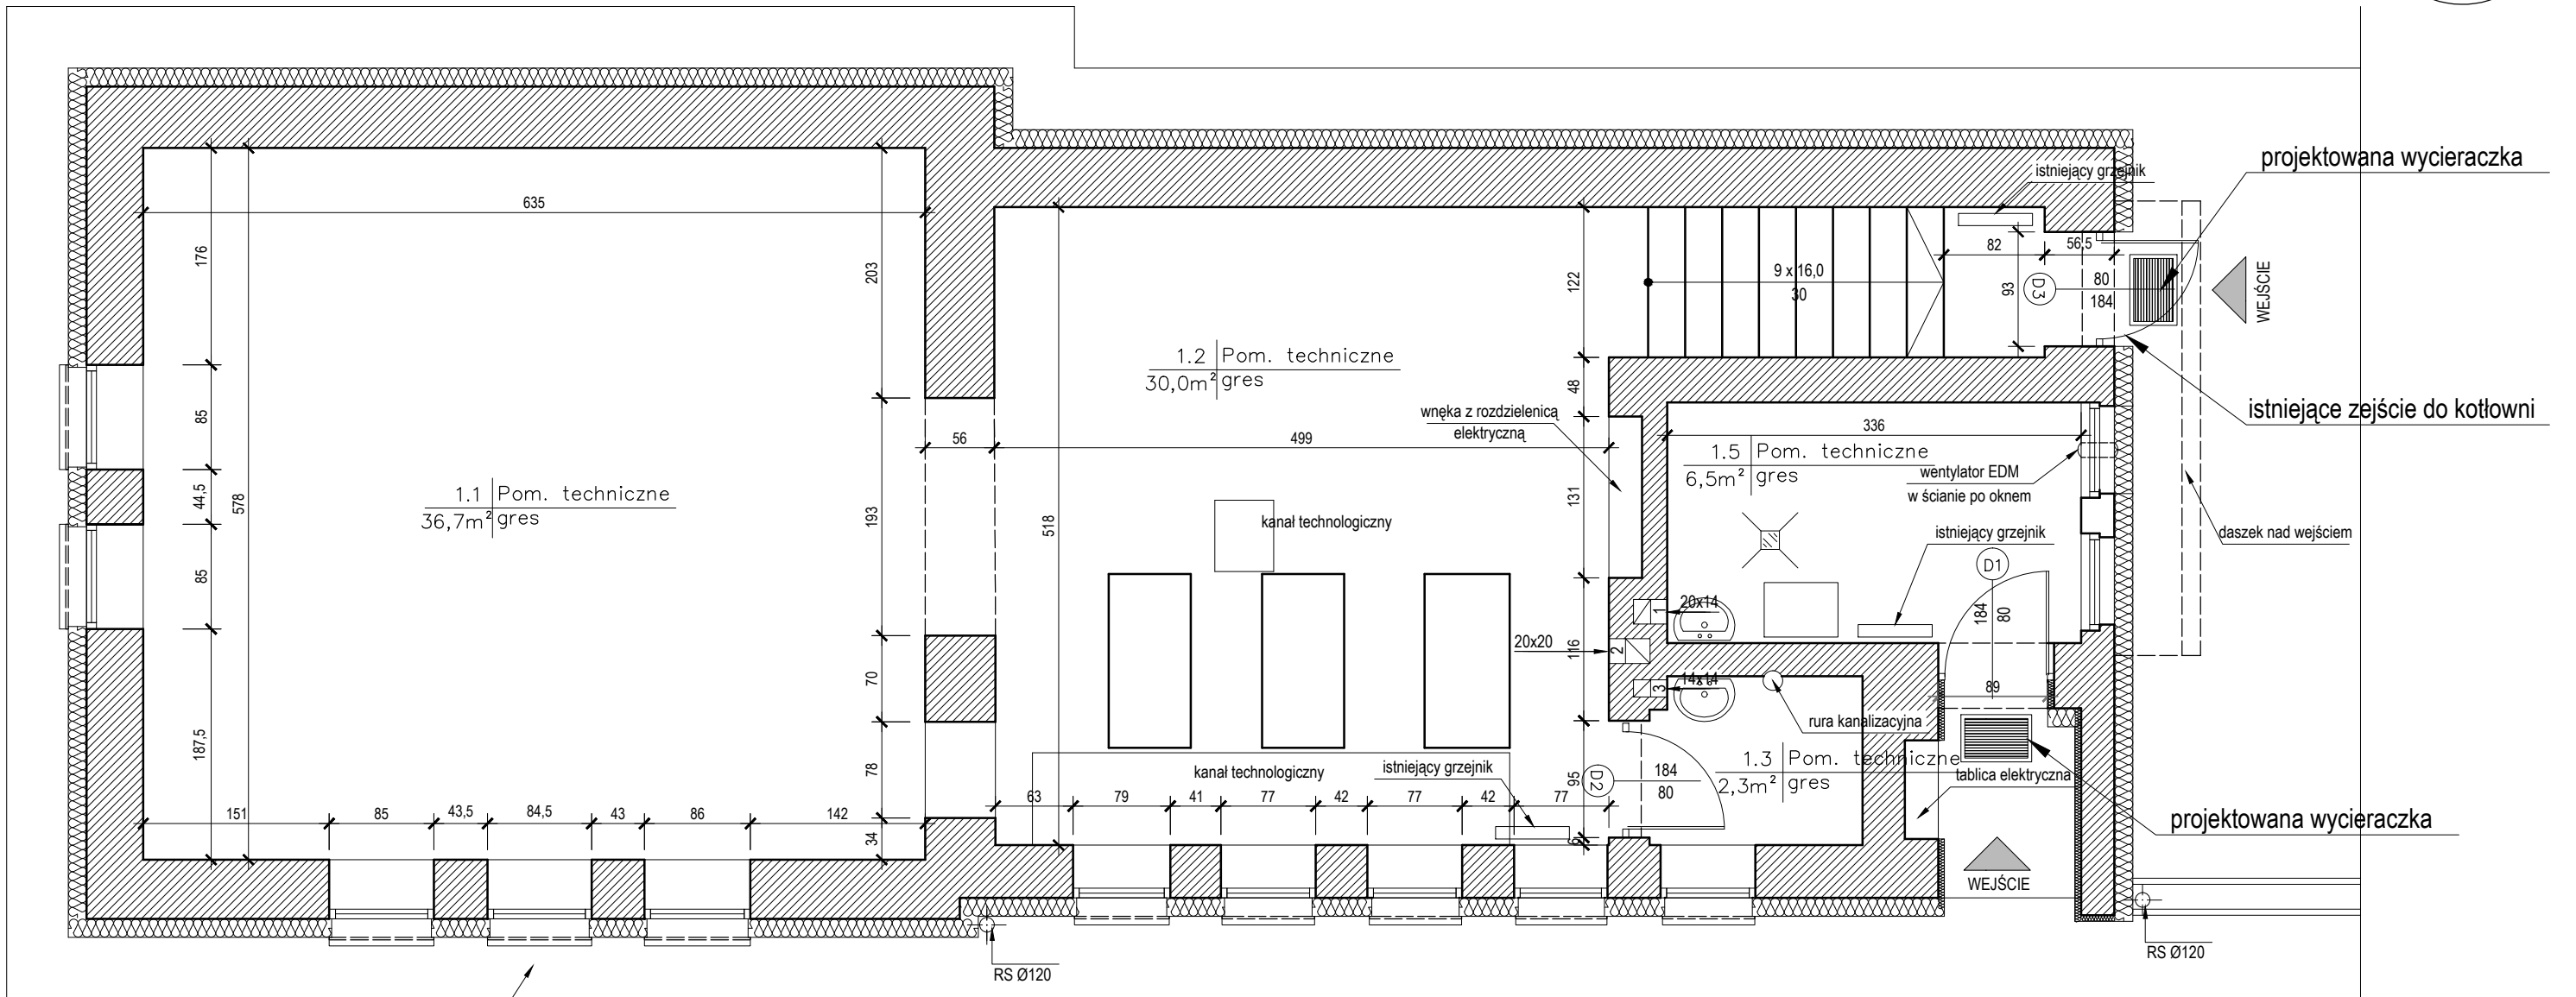 projektowana wycieraczka
istniejący grzejnik
635
176
578
203
122
9 x 16,0
30
82
56,5
93
D3
80
184
WEJŚCIE
1.2 Pom. techniczne
30,0m² gres
48
wnęka z rozdzielenicą
elektryczną
istniejące zejście do kotłowni
85
56
499
336
1.5 Pom. techniczne
6,5m² gres
wentylator EDM
w ścianie po oknem
1.1 Pom. techniczne
36,7m² gres
44,5
193
518
kanał technologiczny
131
istniejący grzejnik
daszek nad wejściem
D1
85
184
80
1
20x14
20x20
2
116
3
14x14
70
89
rura kanalizacyjna
187,5
78
kanał technologiczny
istniejący grzejnik
95
D2
184
80
1.3 Pom. techniczne
2,3m² gres
tablica elektryczna
63
79
41
77
42
77
42
77
151
85
43,5
84,5
43
86
142
34
6
projektowana wycieraczka
WEJŚCIE
RS Ø120
RS Ø120